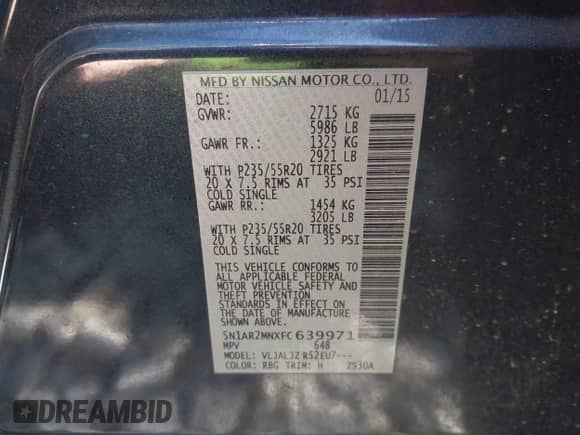 MFD BY NISSAN MOTOR CO., LTD.
DATE: 01/15
GVWR: 2715 KG
5986 LB
GAWR FR.: 1325 KG
2921 LB
WITH P235/55R20 TIRES
20 X 7.5 RIMS AT 35 PSI
COLD SINGLE
GAWR RR.: 1454 KG
3205 LB
WITH P235/55R20 TIRES
20 X 7.5 RIMS AT 35 PSI
COLD SINGLE
THIS VEHICLE CONFORMS TO
ALL APPLICABLE FEDERAL
MOTOR VEHICLE SAFETY AND
THEFT PREVENTION
STANDARDS IN EFFECT ON
THE DATE OF MANUFACTURE
SHOWN ABOVE.
5N1AR2MNXFC639971
MPV 648
MODEL: VLJALJZ R52EU7---
COLOR: RBG TRIM: H ZS30A
DREAMBID